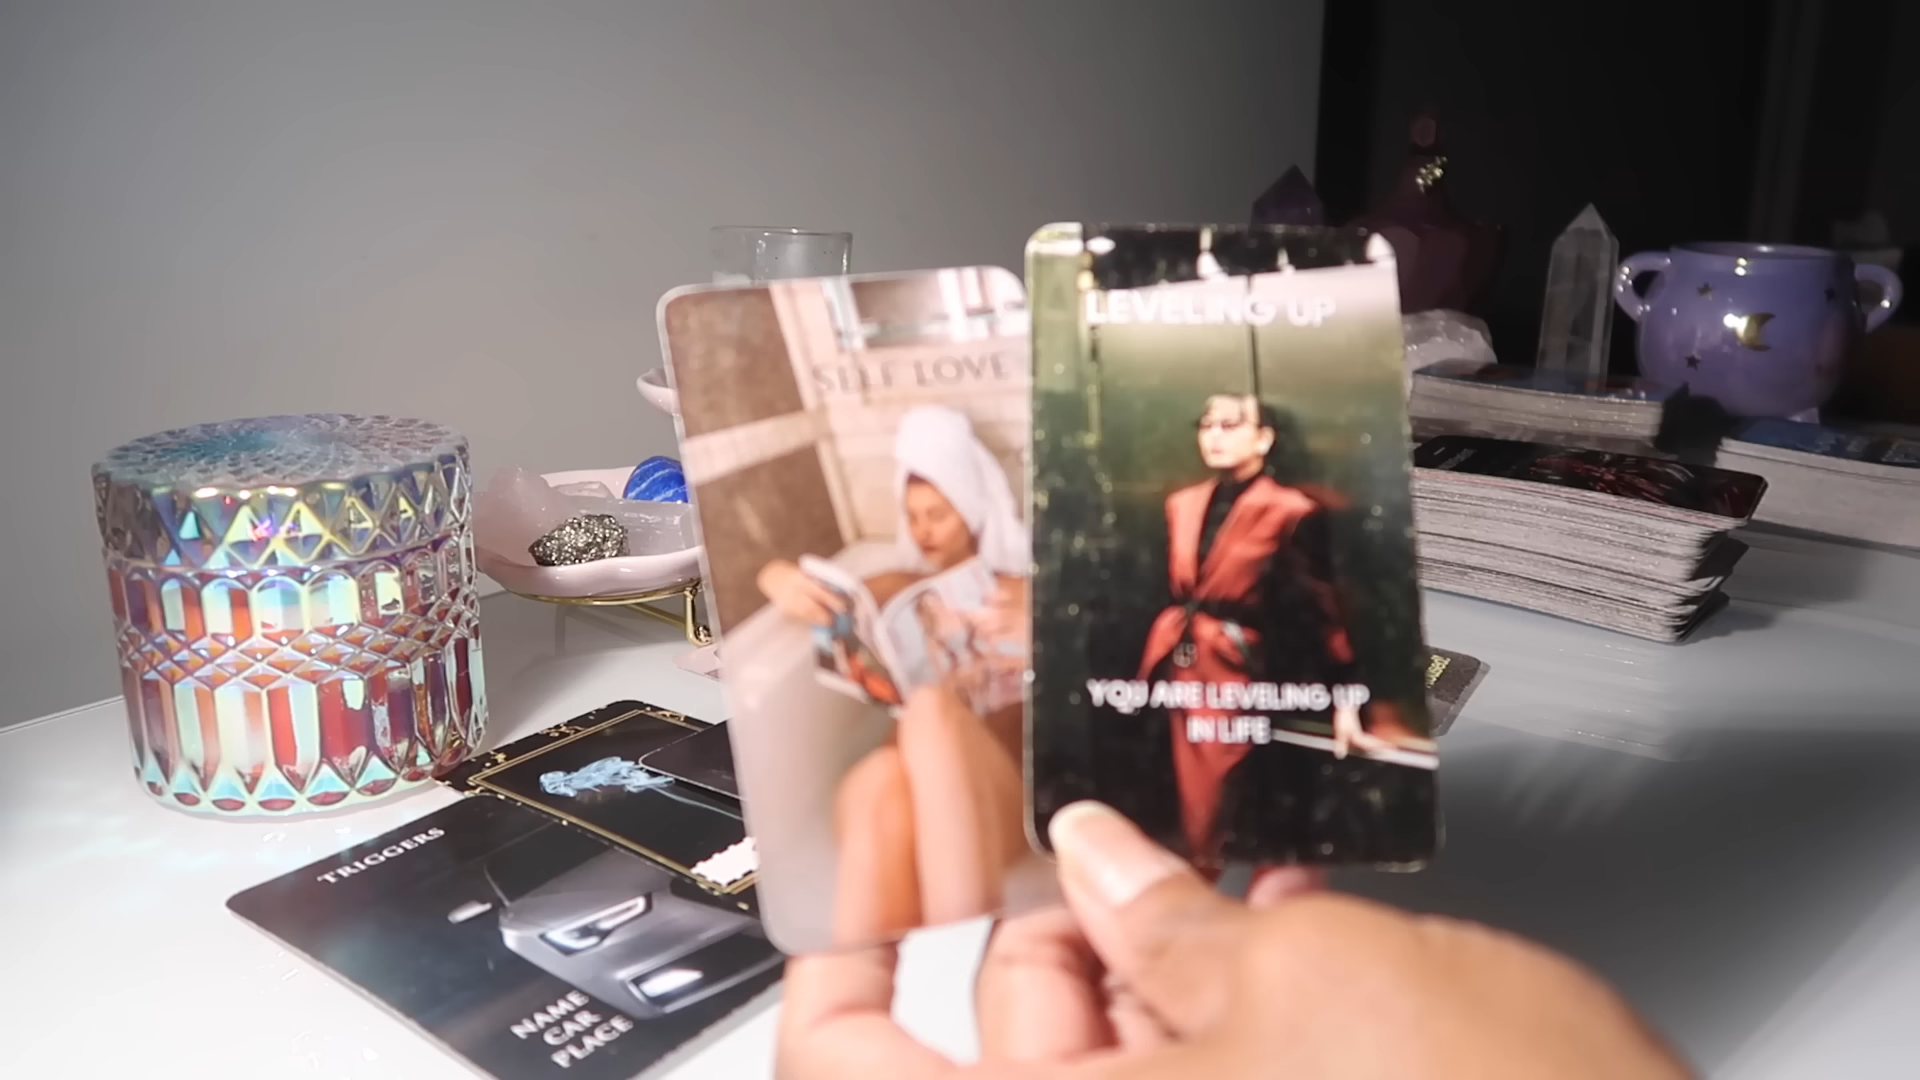 SELF LOVE
LEVELING UP
YOU ARE LEVELING UP
IN LIFE
TRIGGERS
NAME
CAR
PLACE